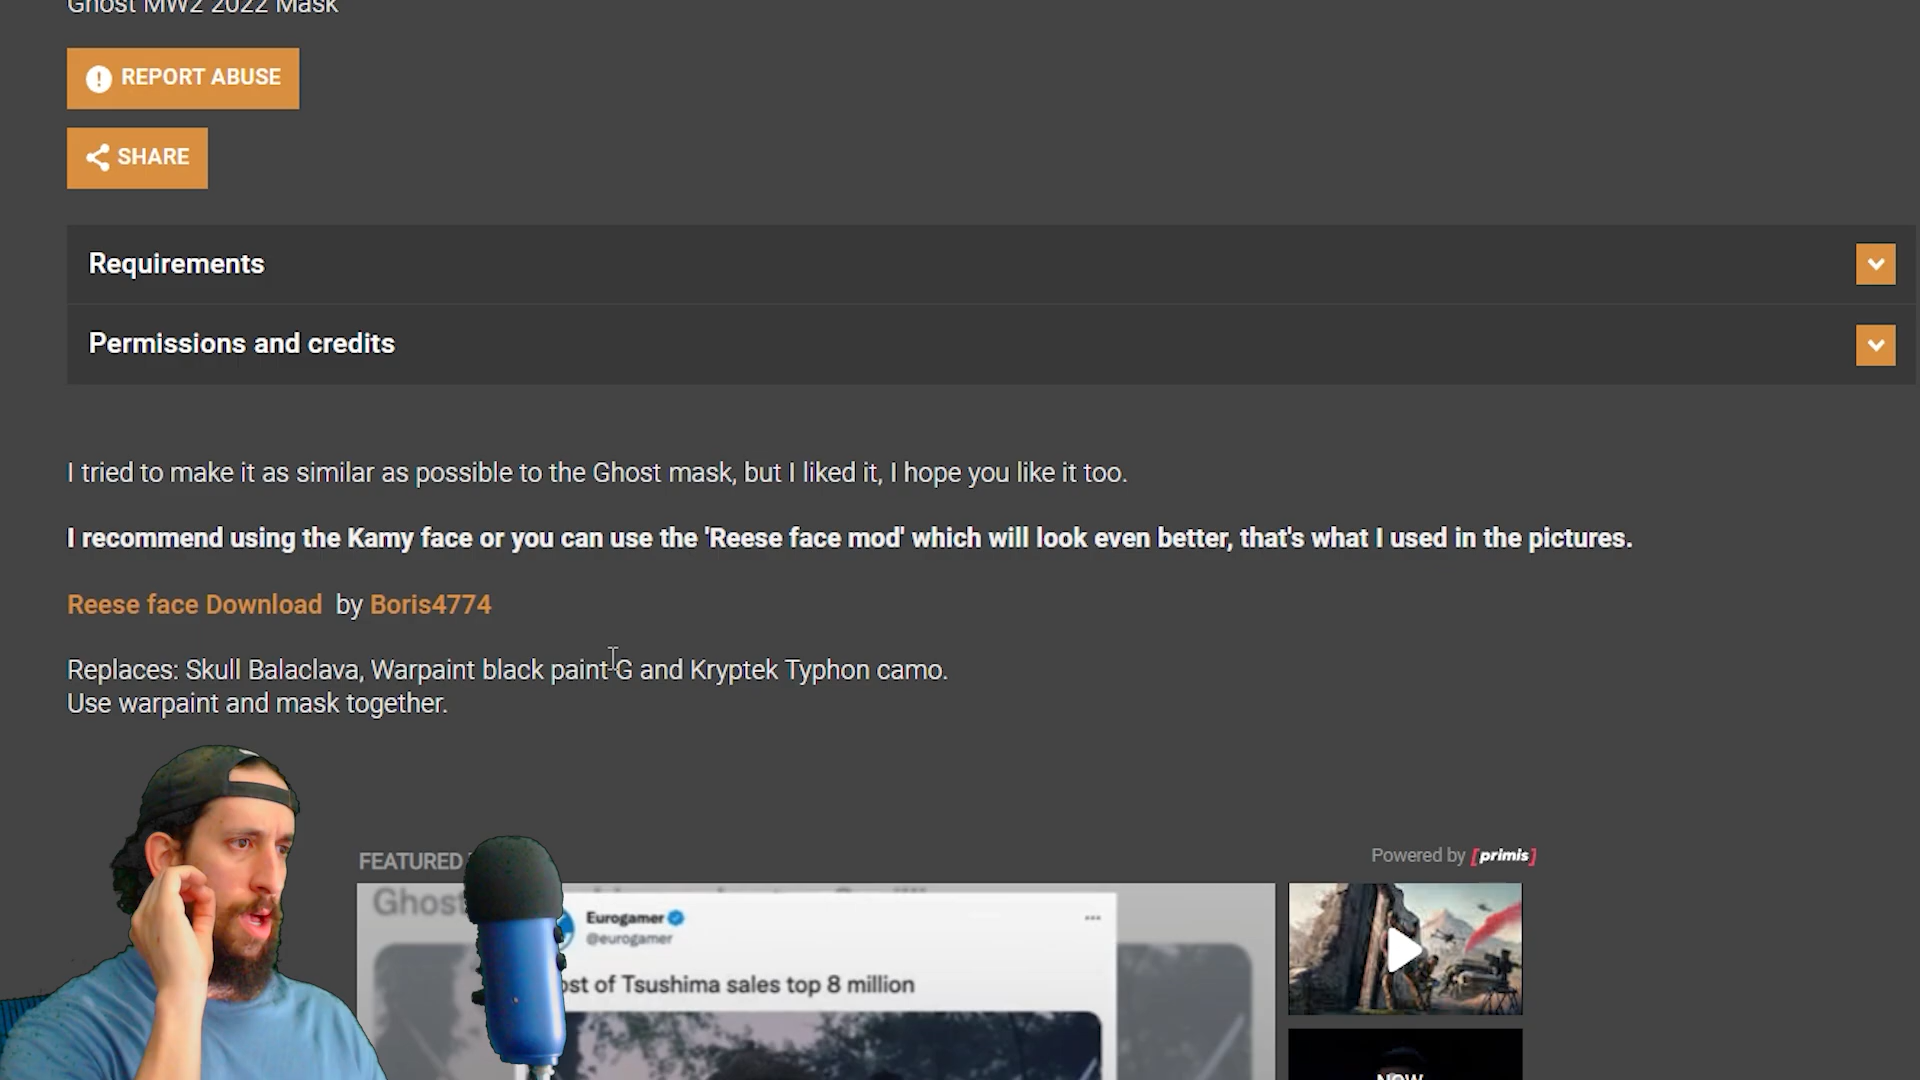 Ghost MW2 2022 Mask
REPORT ABUSE
SHARE
Requirements
Permissions and credits
I tried to make it as similar as possible to the Ghost mask, but I liked it, I hope you like it too.
I recommend using the Kamy face or you can use the 'Reese face mod' which will look even better, that's what I used in the pictures.
Reese face Download by Boris4774
Replaces: Skull Balaclava, Warpaint black paint G and Kryptek Typhon camo.
Use warpaint and mask together.
FEATURED
Powered by [primis]
Ghost
Eurogamer
@eurogamer
ost of Tsushima sales top 8 million
NOW